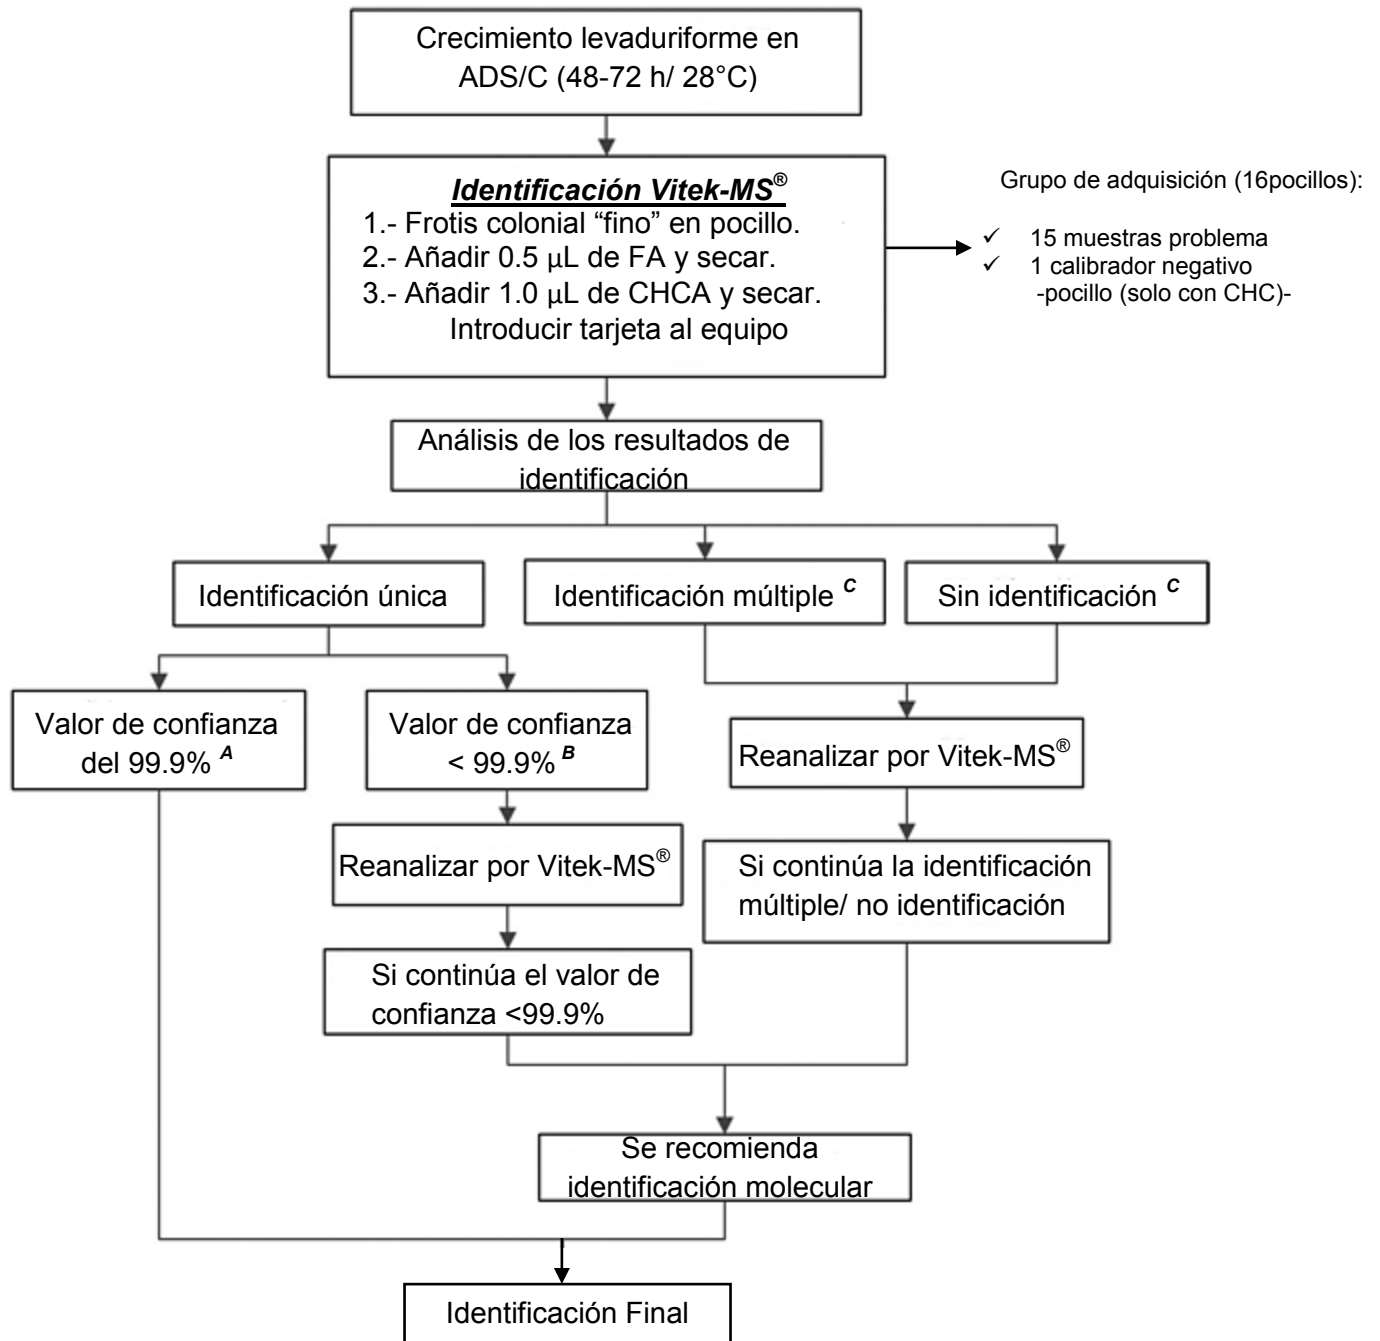 Crecimiento levaduriforme en
ADS/C (48-72 h/ 28°C)
Identificación Vitek-MS®
1.- Frotis colonial “fino” en pocillo.
2.- Añadir 0.5 µL de FA y secar.
3.- Añadir 1.0 µL de CHCA y secar.
Introducir tarjeta al equipo
Grupo de adquisición (16pocillos):
✓ 15 muestras problema
✓ 1 calibrador negativo
-pocillo (solo con CHC)-
Análisis de los resultados de
identificación
Identificación única
Identificación múltiple C
Sin identificación C
Valor de confianza
del 99.9% A
Valor de confianza
< 99.9% B
Reanalizar por Vitek-MS®
Reanalizar por Vitek-MS®
Si continúa la identificación
múltiple/ no identificación
Si continúa el valor de
confianza <99.9%
Se recomienda
identificación molecular
Identificación Final